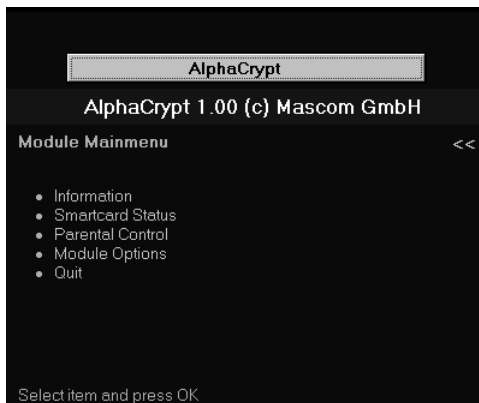 AlphaCrypt
AlphaCrypt 1.00 (c) Mascom GmbH
Module Mainmenu <<
• Information
• Smartcard Status
• Parental Control
• Module Options
• Quit
Select item and press OK